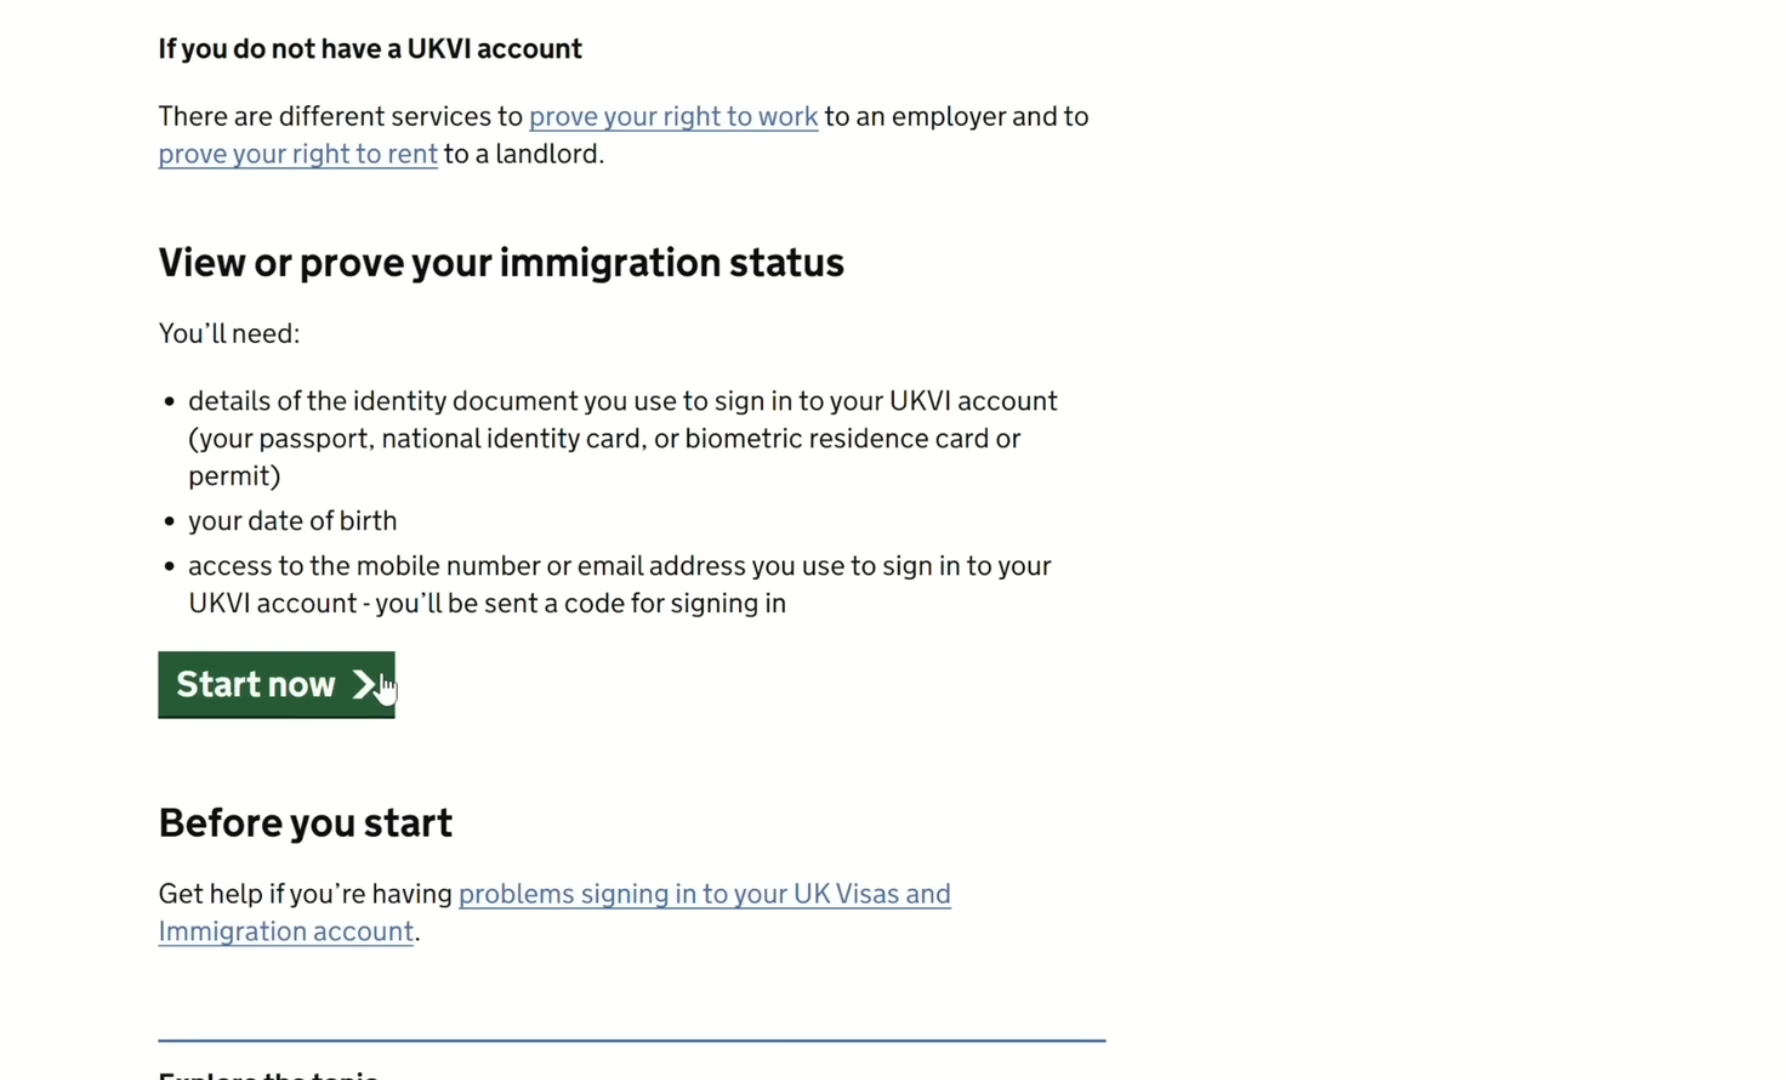 If you do not have a UKVI account
There are different services to prove your right to work to an employer and to
prove your right to rent to a landlord.
View or prove your immigration status
You’ll need:
• details of the identity document you use to sign in to your UKVI account
(your passport, national identity card, or biometric residence card or
permit)
• your date of birth
• access to the mobile number or email address you use to sign in to your
UKVI account - you’ll be sent a code for signing in
Start now
Before you start
Get help if you’re having problems signing in to your UK Visas and
Immigration account.
Explore the topic